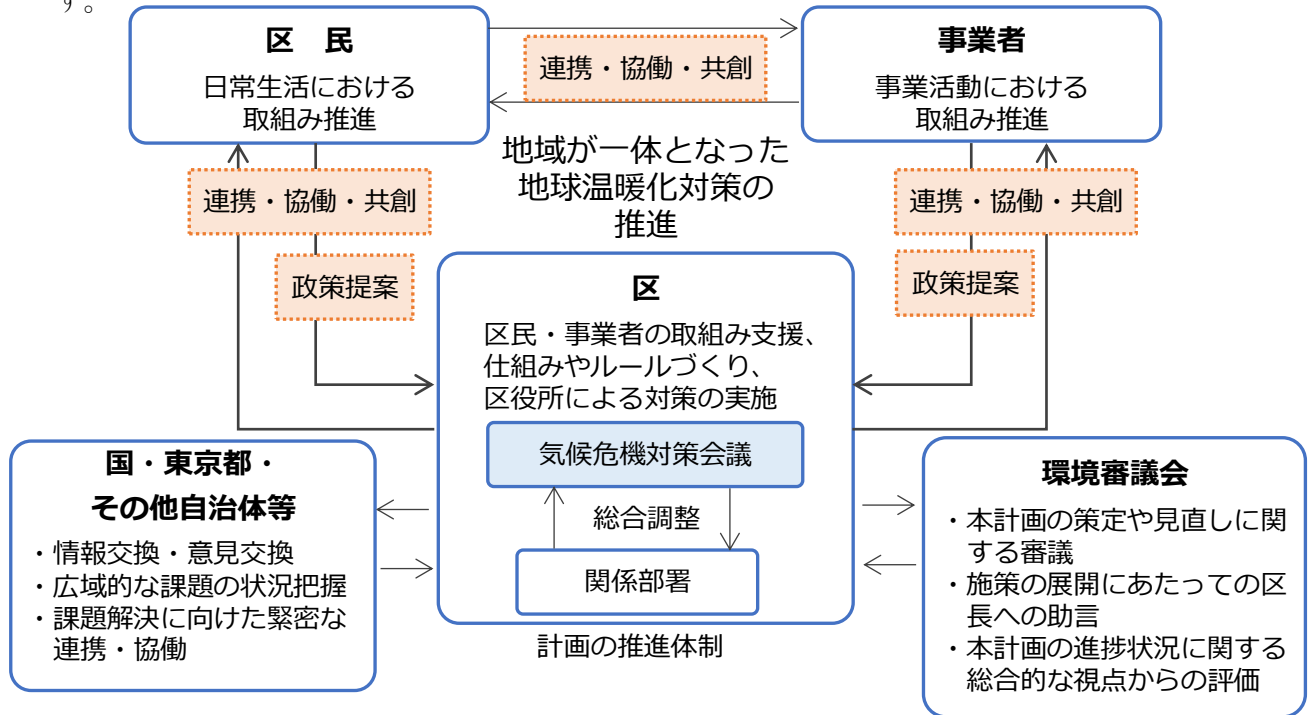 す。
区　民
日常生活における
取組み推進
連携・協働・共創
事業者
事業活動における
取組み推進
地域が一体となった
地球温暖化対策の
推進
連携・協働・共創
政策提案
連携・協働・共創
政策提案
区
区民・事業者の取組み支援、
仕組みやルールづくり、
区役所による対策の実施
気候危機対策会議
総合調整
関係部署
国・東京都・
その他自治体等
・情報交換・意見交換
・広域的な課題の状況把握
・課題解決に向けた緊密な
連携・協働
環境審議会
・本計画の策定や見直しに関
する審議
・施策の展開にあたっての区
長への助言
・本計画の進捗状況に関する
総合的な視点からの評価
計画の推進体制